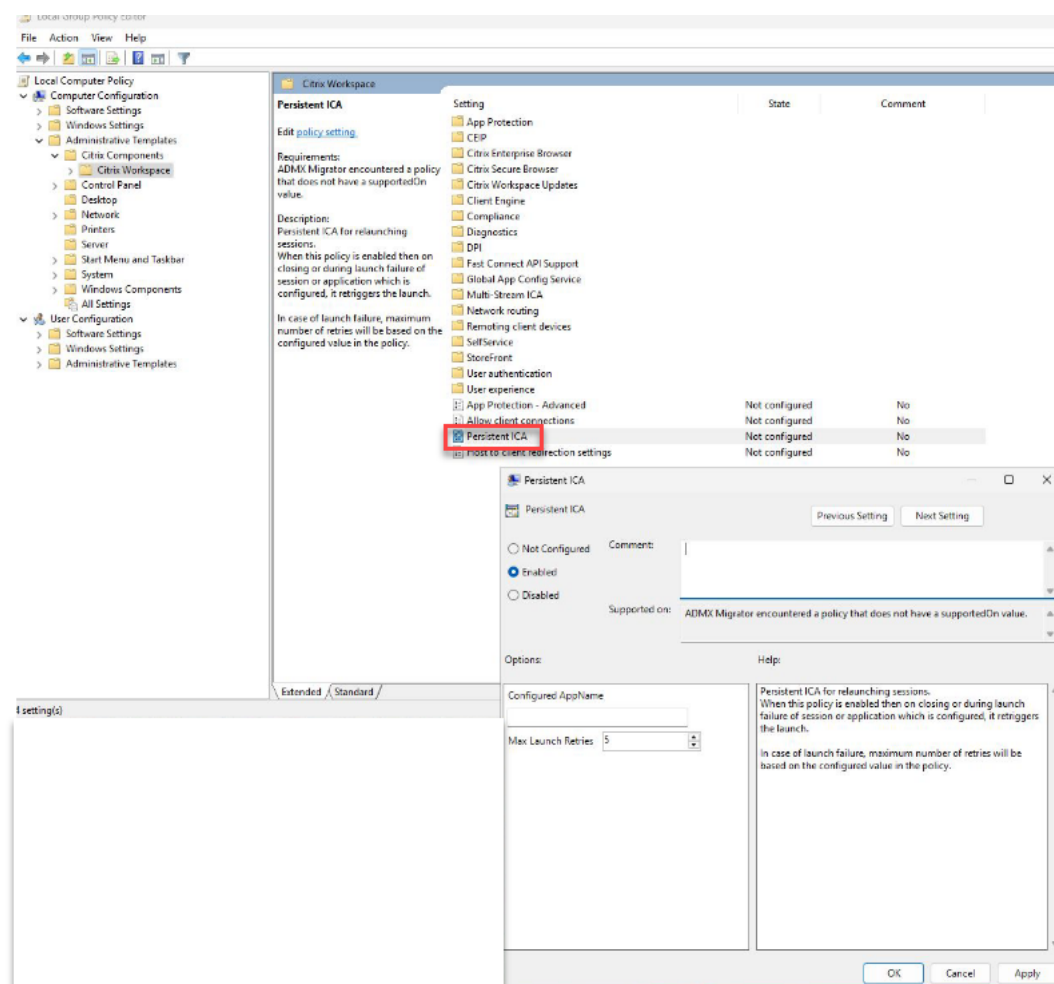 Local Group Policy Editor
File Action View Help
Local Computer Policy
Computer Configuration
Software Settings
Windows Settings
Administrative Templates
Citrix Components
Citrix Workspace
Control Panel
Desktop
Network
Printers
Server
Start Menu and Taskbar
System
Windows Components
All Settings
User Configuration
Software Settings
Windows Settings
Administrative Templates
Citrix Workspace
Persistent ICA
Edit policy setting
Requirements:
ADMX Migrator encountered a policy
that does not have a supportedOn
value.
Description:
Persistent ICA for relaunching
sessions.
When this policy is enabled then on
closing or during launch failure of
session or application which is
configured, it retriggers the launch.
In case of launch failure, maximum
number of retries will be based on the
configured value in the policy.
Setting State Comment
App Protection
CEIP
Citrix Enterprise Browser
Citrix Secure Browser
Citrix Workspace Updates
Client Engine
Compliance
Diagnostics
DPI
Fast Connect API Support
Global App Config Service
Multi-Stream ICA
Network routing
Remoting client devices
SelfService
StoreFront
User authentication
User experience
App Protection - Advanced Not configured No
Allow client connections Not configured No
Persistent ICA Not configured No
Host to client redirection settings Not configured No
Extended Standard
4 setting(s)
Persistent ICA
Persistent ICA
Previous Setting Next Setting
Not Configured Comment:
Enabled
Disabled
Supported on: ADMX Migrator encountered a policy that does not have a supportedOn value.
Options: Help:
Configured AppName
Max Launch Retries 5
Persistent ICA for relaunching sessions.
When this policy is enabled then on closing or during launch
failure of session or application which is configured, it retriggers
the launch.
In case of launch failure, maximum number of retries will be
based on the configured value in the policy.
OK Cancel Apply